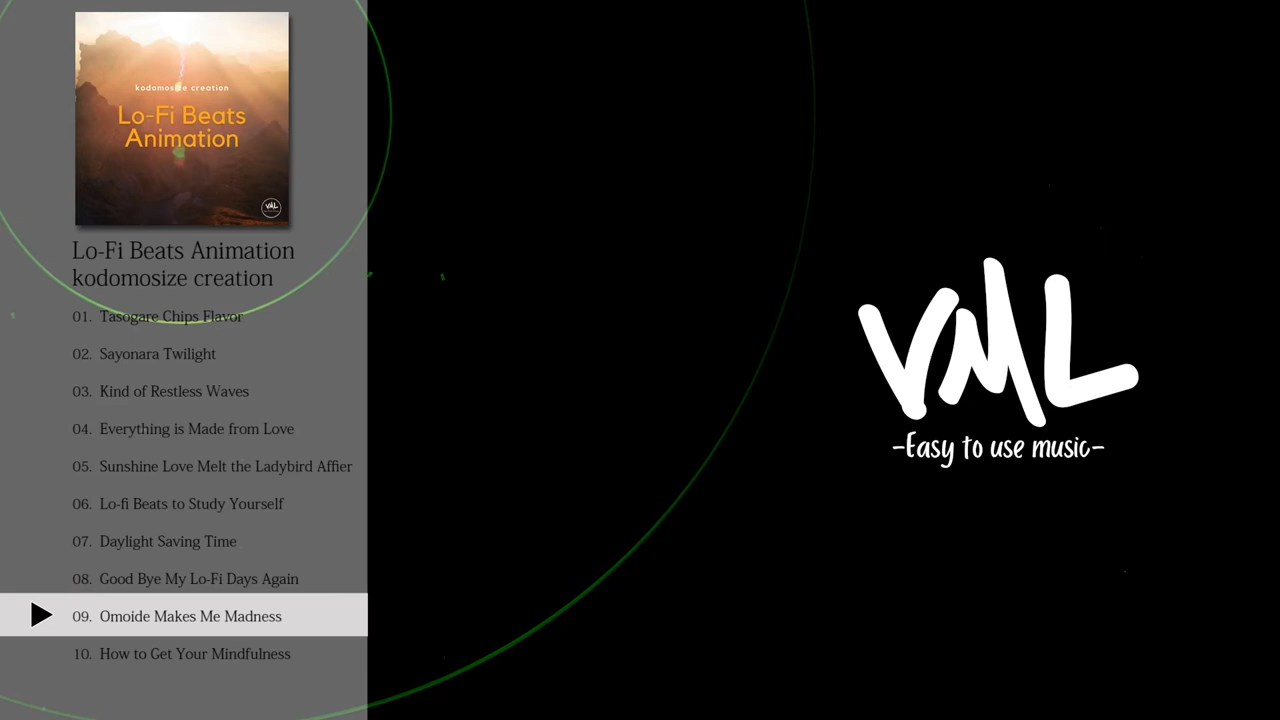 kodomosize creation
Lo-Fi Beats
Animation
VML
Lo-Fi Beats Animation
kodomosize creation
01. Tasogare Chips Flavor
02. Sayonara Twilight
03. Kind of Restless Waves
04. Everything is Made from Love
05. Sunshine Love Melt the Ladybird Affier
06. Lo-fi Beats to Study Yourself
07. Daylight Saving Time
08. Good Bye My Lo-Fi Days Again
09. Omoide Makes Me Madness
10. How to Get Your Mindfulness
VML
-Easy to use music-